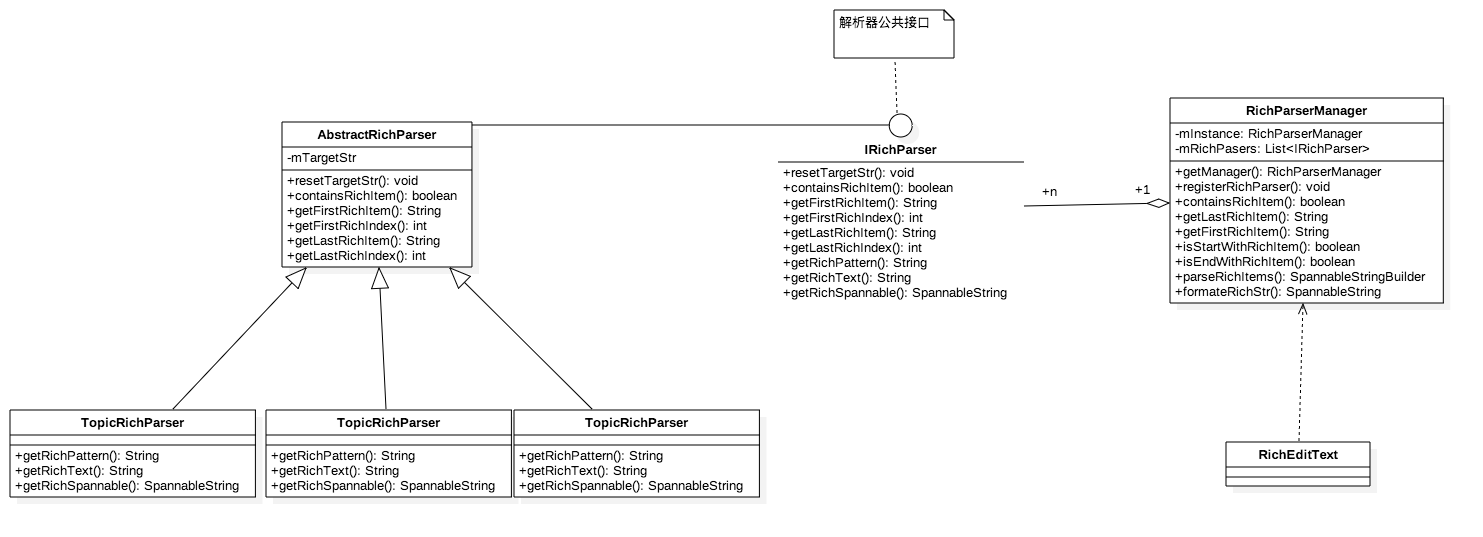 解析器公共接口
AbstractRichParser
-mTargetStr
+resetTargetStr(): void
+containsRichItem(): boolean
+getFirstRichItem(): String
+getFirstRichIndex(): int
+getLastRichItem(): String
+getLastRichIndex(): int
IRichParser
+resetTargetStr(): void
+containsRichItem(): boolean
+getFirstRichItem(): String
+getFirstRichIndex(): int
+getLastRichItem(): String
+getLastRichIndex(): int
+getRichPattern(): String
+getRichText(): String
+getRichSpannable(): SpannableString
+n
+1
RichParserManager
-mInstance: RichParserManager
-mRichPasers: List<IRichParser>
+getManager(): RichParserManager
+registerRichParser(): void
+containsRichItem(): boolean
+getLastRichItem(): String
+getFirstRichItem(): String
+isStartWithRichItem(): boolean
+isEndWithRichItem(): boolean
+parseRichItems(): SpannableStringBuilder
+formateRichStr(): SpannableString
TopicRichParser
+getRichPattern(): String
+getRichText(): String
+getRichSpannable(): SpannableString
TopicRichParser
+getRichPattern(): String
+getRichText(): String
+getRichSpannable(): SpannableString
TopicRichParser
+getRichPattern(): String
+getRichText(): String
+getRichSpannable(): SpannableString
RichEditText